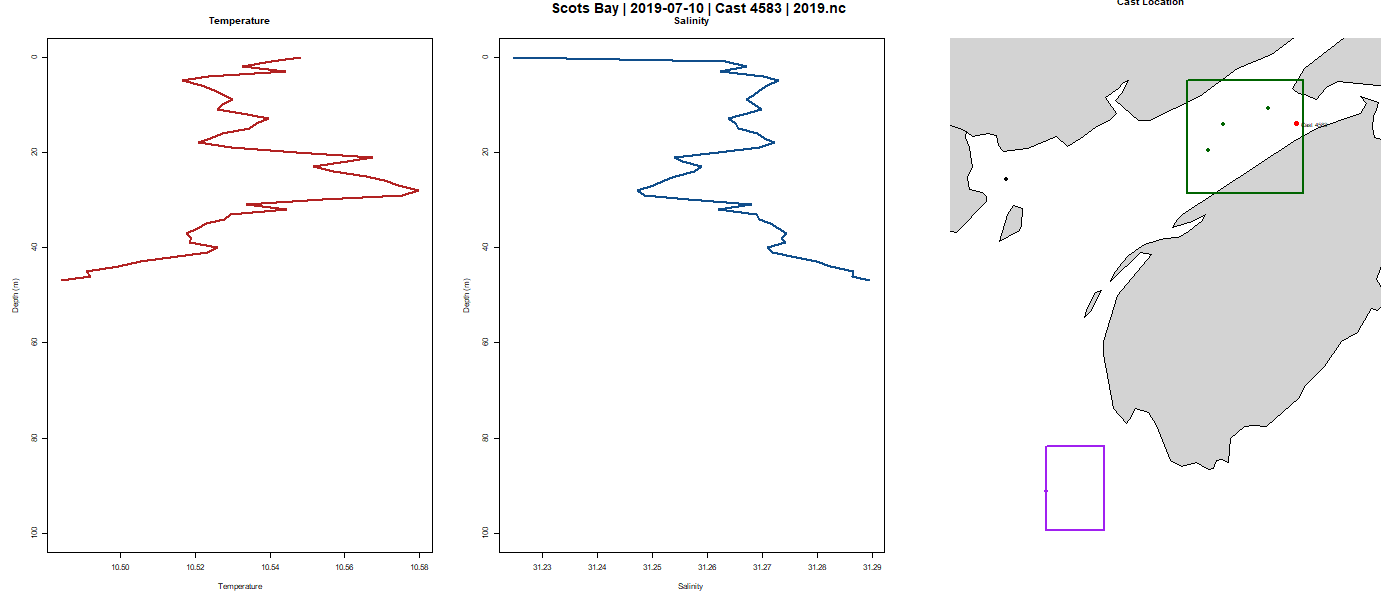 Scots Bay | 2019-07-10 | Cast 4583 | 2019.nc
Temperature
Salinity
Cast Location
0
20
40
60
80
100
Depth (m)
10.50 10.52 10.54 10.56 10.58
Temperature
0
20
40
60
80
100
Depth (m)
31.23 31.24 31.25 31.26 31.27 31.28 31.29
Salinity
Cast 4583